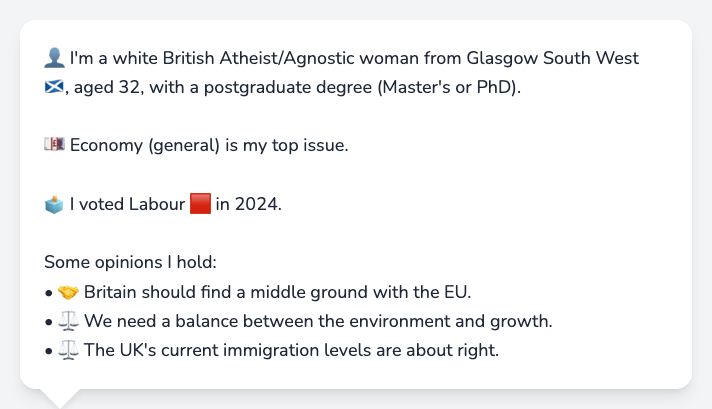 👤 I'm a white British Atheist/Agnostic woman from Glasgow South West
🏴󠁧󠁢󠁳󠁣󠁴󠁿, aged 32, with a postgraduate degree (Master's or PhD).
💷 Economy (general) is my top issue.
🗳️ I voted Labour 🟥 in 2024.
Some opinions I hold:
• 🤝 Britain should find a middle ground with the EU.
• ⚖️ We need a balance between the environment and growth.
• ⚖️ The UK's current immigration levels are about right.